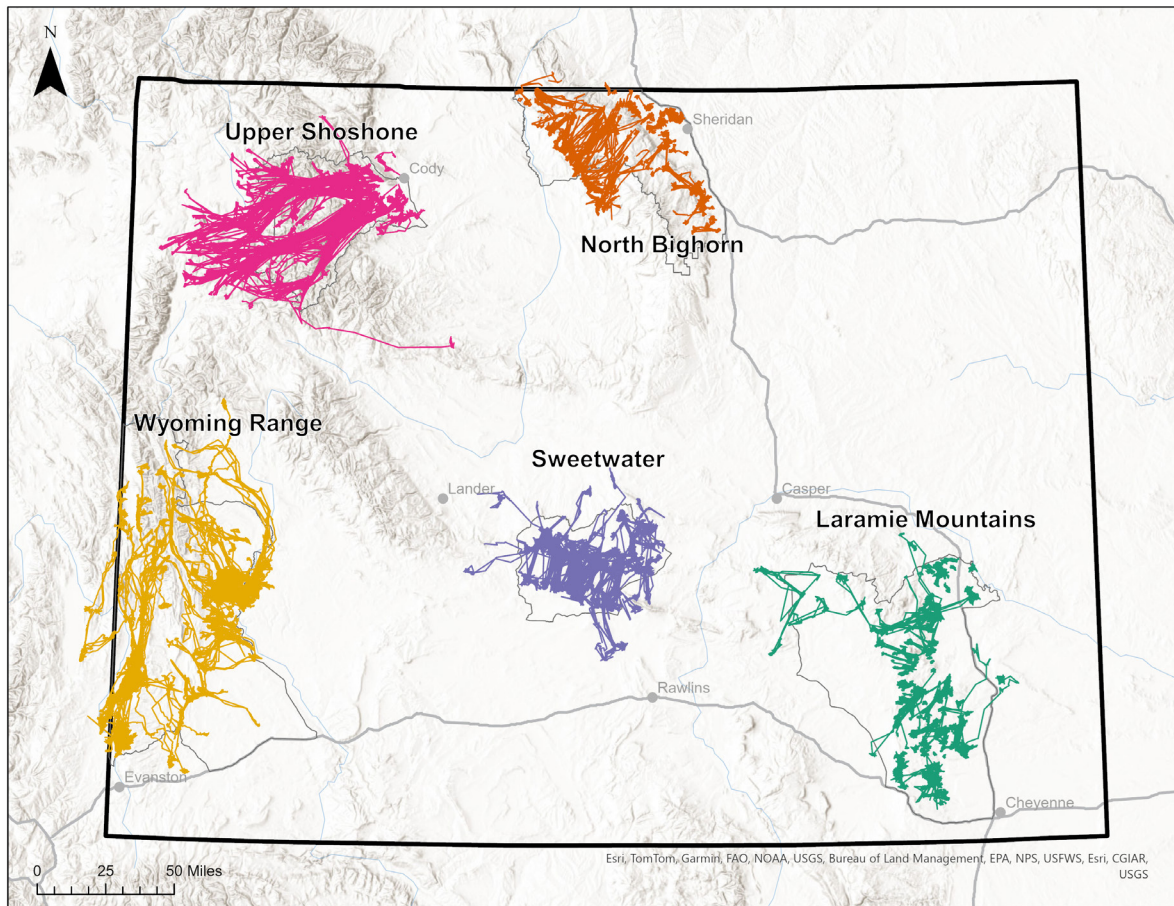 N
Upper Shoshone
Cody
Sheridan
North Bighorn
Wyoming Range
Sweetwater
Lander
Casper
Laramie Mountains
Rawlins
Evanston
Cheyenne
0 25 50 Miles
Esri, TomTom, Garmin, FAO, NOAA, USGS, Bureau of Land Management, EPA, NPS, USFWS, Esri, CGIAR,
USGS